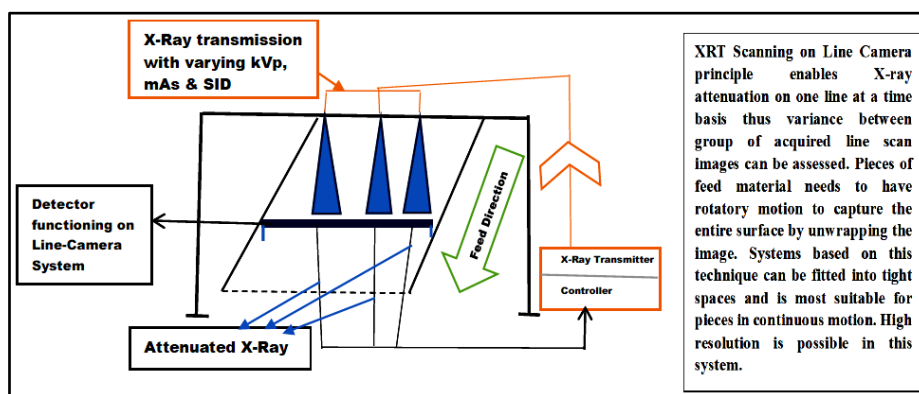 X-Ray transmission
with varying kVp,
mAs & SID
Detector
functioning on
Line-Camera
System
Feed Direction
X-Ray Transmitter
Controller
Attenuated X-Ray
XRT Scanning on Line Camera
principle enables X-ray
attenuation on one line at a time
basis thus variance between
group of acquired line scan
images can be assessed. Pieces of
feed material needs to have
rotatory motion to capture the
entire surface by unwrapping the
image. Systems based on this
technique can be fitted into tight
spaces and is most suitable for
pieces in continuous motion. High
resolution is possible in this
system.